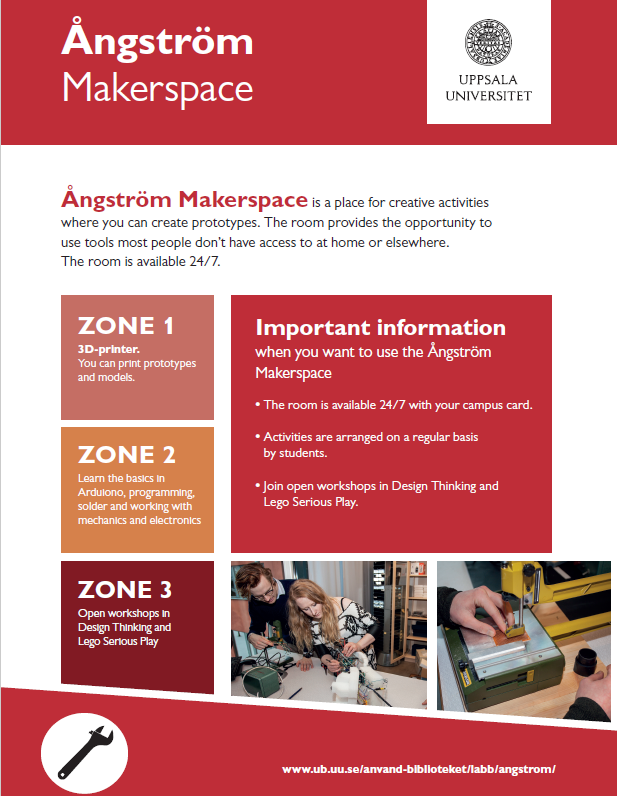 Ångström
Makerspace
UPPSALA
UNIVERSITET
Ångström Makerspace is a place for creative activities
where you can create prototypes. The room provides the opportunity to
use tools most people don't have access to at home or elsewhere.
The room is available 24/7.
ZONE 1
3D-printer.
You can print prototypes
and models.
ZONE 2
Learn the basics in
Arduiono, programming,
solder and working with
mechanics and electronics
ZONE 3
Open workshops in
Design Thinking and
Lego Serious Play
Important information
when you want to use the Ångström
Makerspace
• The room is available 24/7 with your campus card.
• Activities are arranged on a regular basis
by students.
• Join open workshops in Design Thinking and
Lego Serious Play.
www.ub.uu.se/anvand-biblioteket/labb/angstrom/